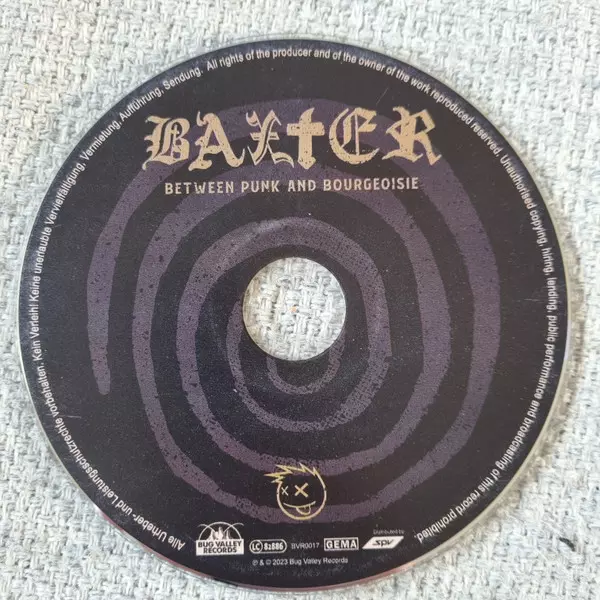 BAXTER
BETWEEN PUNK AND BOURGEOISIE
Alle Urheber- und Leistungsschutzrechte vorbehalten. Kein Verleih! Keine unerlaubte Vervielfältigung, Vermietung, Aufführung, Sendung. All rights of the producer and of the owner of the work reproduced reserved. Unauthorised copying, hiring, lending, public performance and broadcasting of this record prohibited.
BUG VALLEY
RECORDS
LC 82886
BVR0017
GEMA
Distributed by
spv
℗ & © 2023 Bug Valley Records